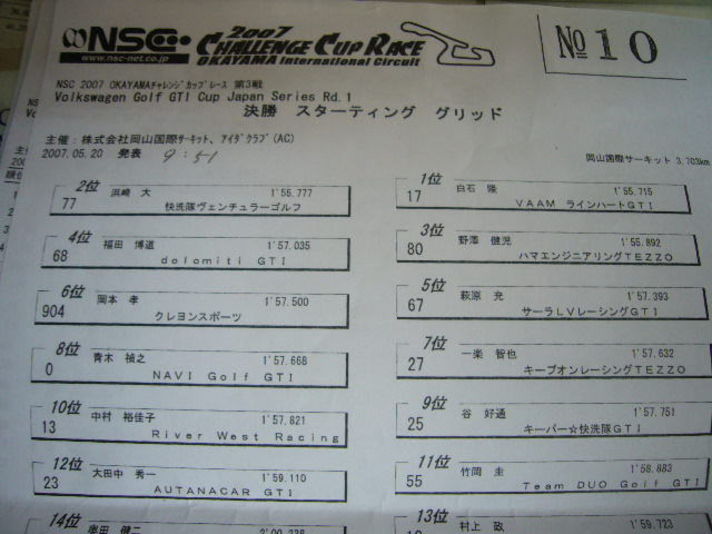 NSC
www.nsc-net.co.jp
2007
CHALLENGE CUP RACE
OKAYAMA International Circuit
№10
NSC 2007 OKAYAMAチャレンジカップレース 第3戦
Volkswagen Golf GTI Cup Japan Series Rd.1
決勝 スターティング グリッド
主催:株式会社岡山国際サーキット、アイダクラブ(AC)
2007.05.20 発表 9:51
岡山国際サーキット 3.703km
1位
17 白石 隆 1'55.715
VAAM ラインハートGTI
2位
77 浜崎 大 1'55.777
快洗隊ヴェンチュラーゴルフ
3位
80 野澤 健児 1'55.892
ハマエンジニアリングTEZZO
4位
68 福田 博道 1'57.035
dolomiti GTI
5位
67 萩原 充 1'57.393
サーラLVレーシングGTI
6位
904 岡本 孝 1'57.500
クレヨンスポーツ
7位
27 一楽 智也 1'57.632
キープオンレーシングTEZZO
8位
0 青木 禎之 1'57.668
NAVI Golf GTI
9位
25 谷 好通 1'57.751
キーパー☆快洗隊GTI
10位
13 中村 裕佳子 1'57.821
River West Racing
11位
55 竹岡 圭 1'58.883
Team DUO Golf GTI
12位
23 大田中 秀一 1'59.110
AUTANACAR GTI
13位
村上 政 1'59.723
14位
奥田 健二 2'00.238